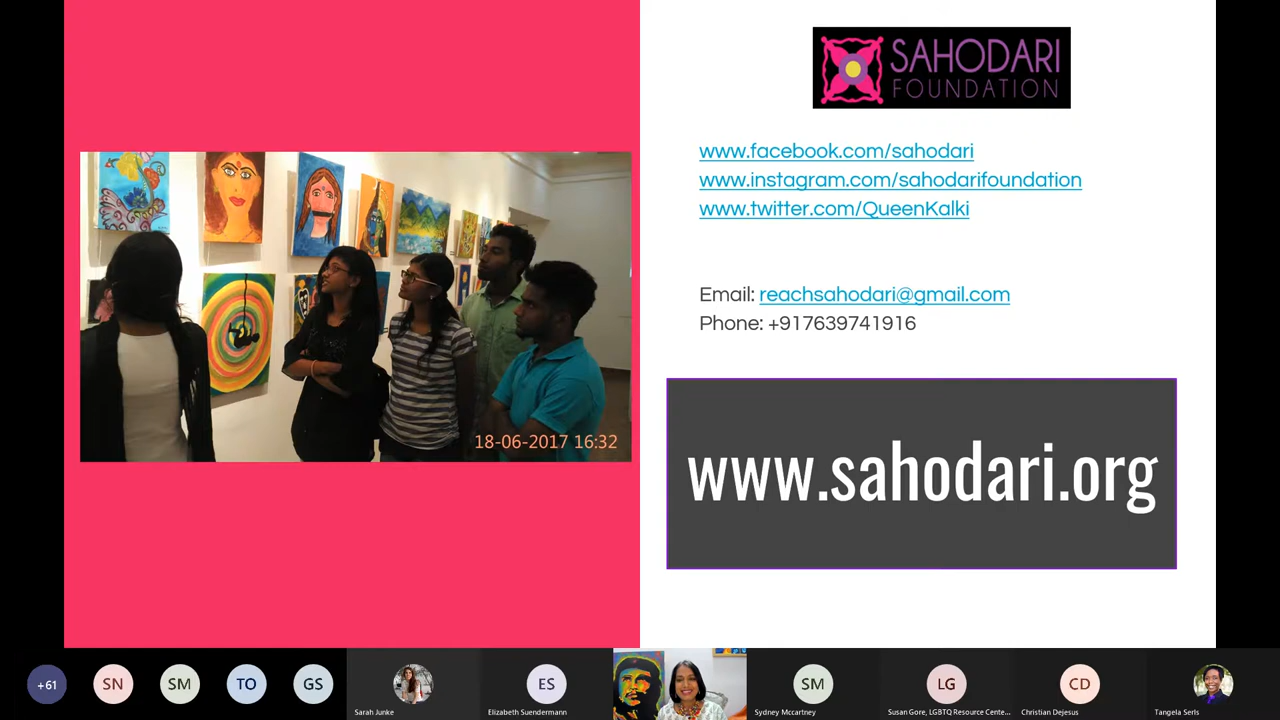 SAHODARI
FOUNDATION
www.facebook.com/sahodari
www.instagram.com/sahodarifoundation
www.twitter.com/QueenKalki
Email: reachsahodari@gmail.com
Phone: +917639741916
www.sahodari.org
18-06-2017 16:32
+61
SN
SM
TO
GS
Sarah Junke
ES
Elizabeth Suendermann
SM
Sydney Mccartney
LG
Susan Gore, LGBTQ Resource Cente...
CD
Christian Dejesus
Tangela Serls